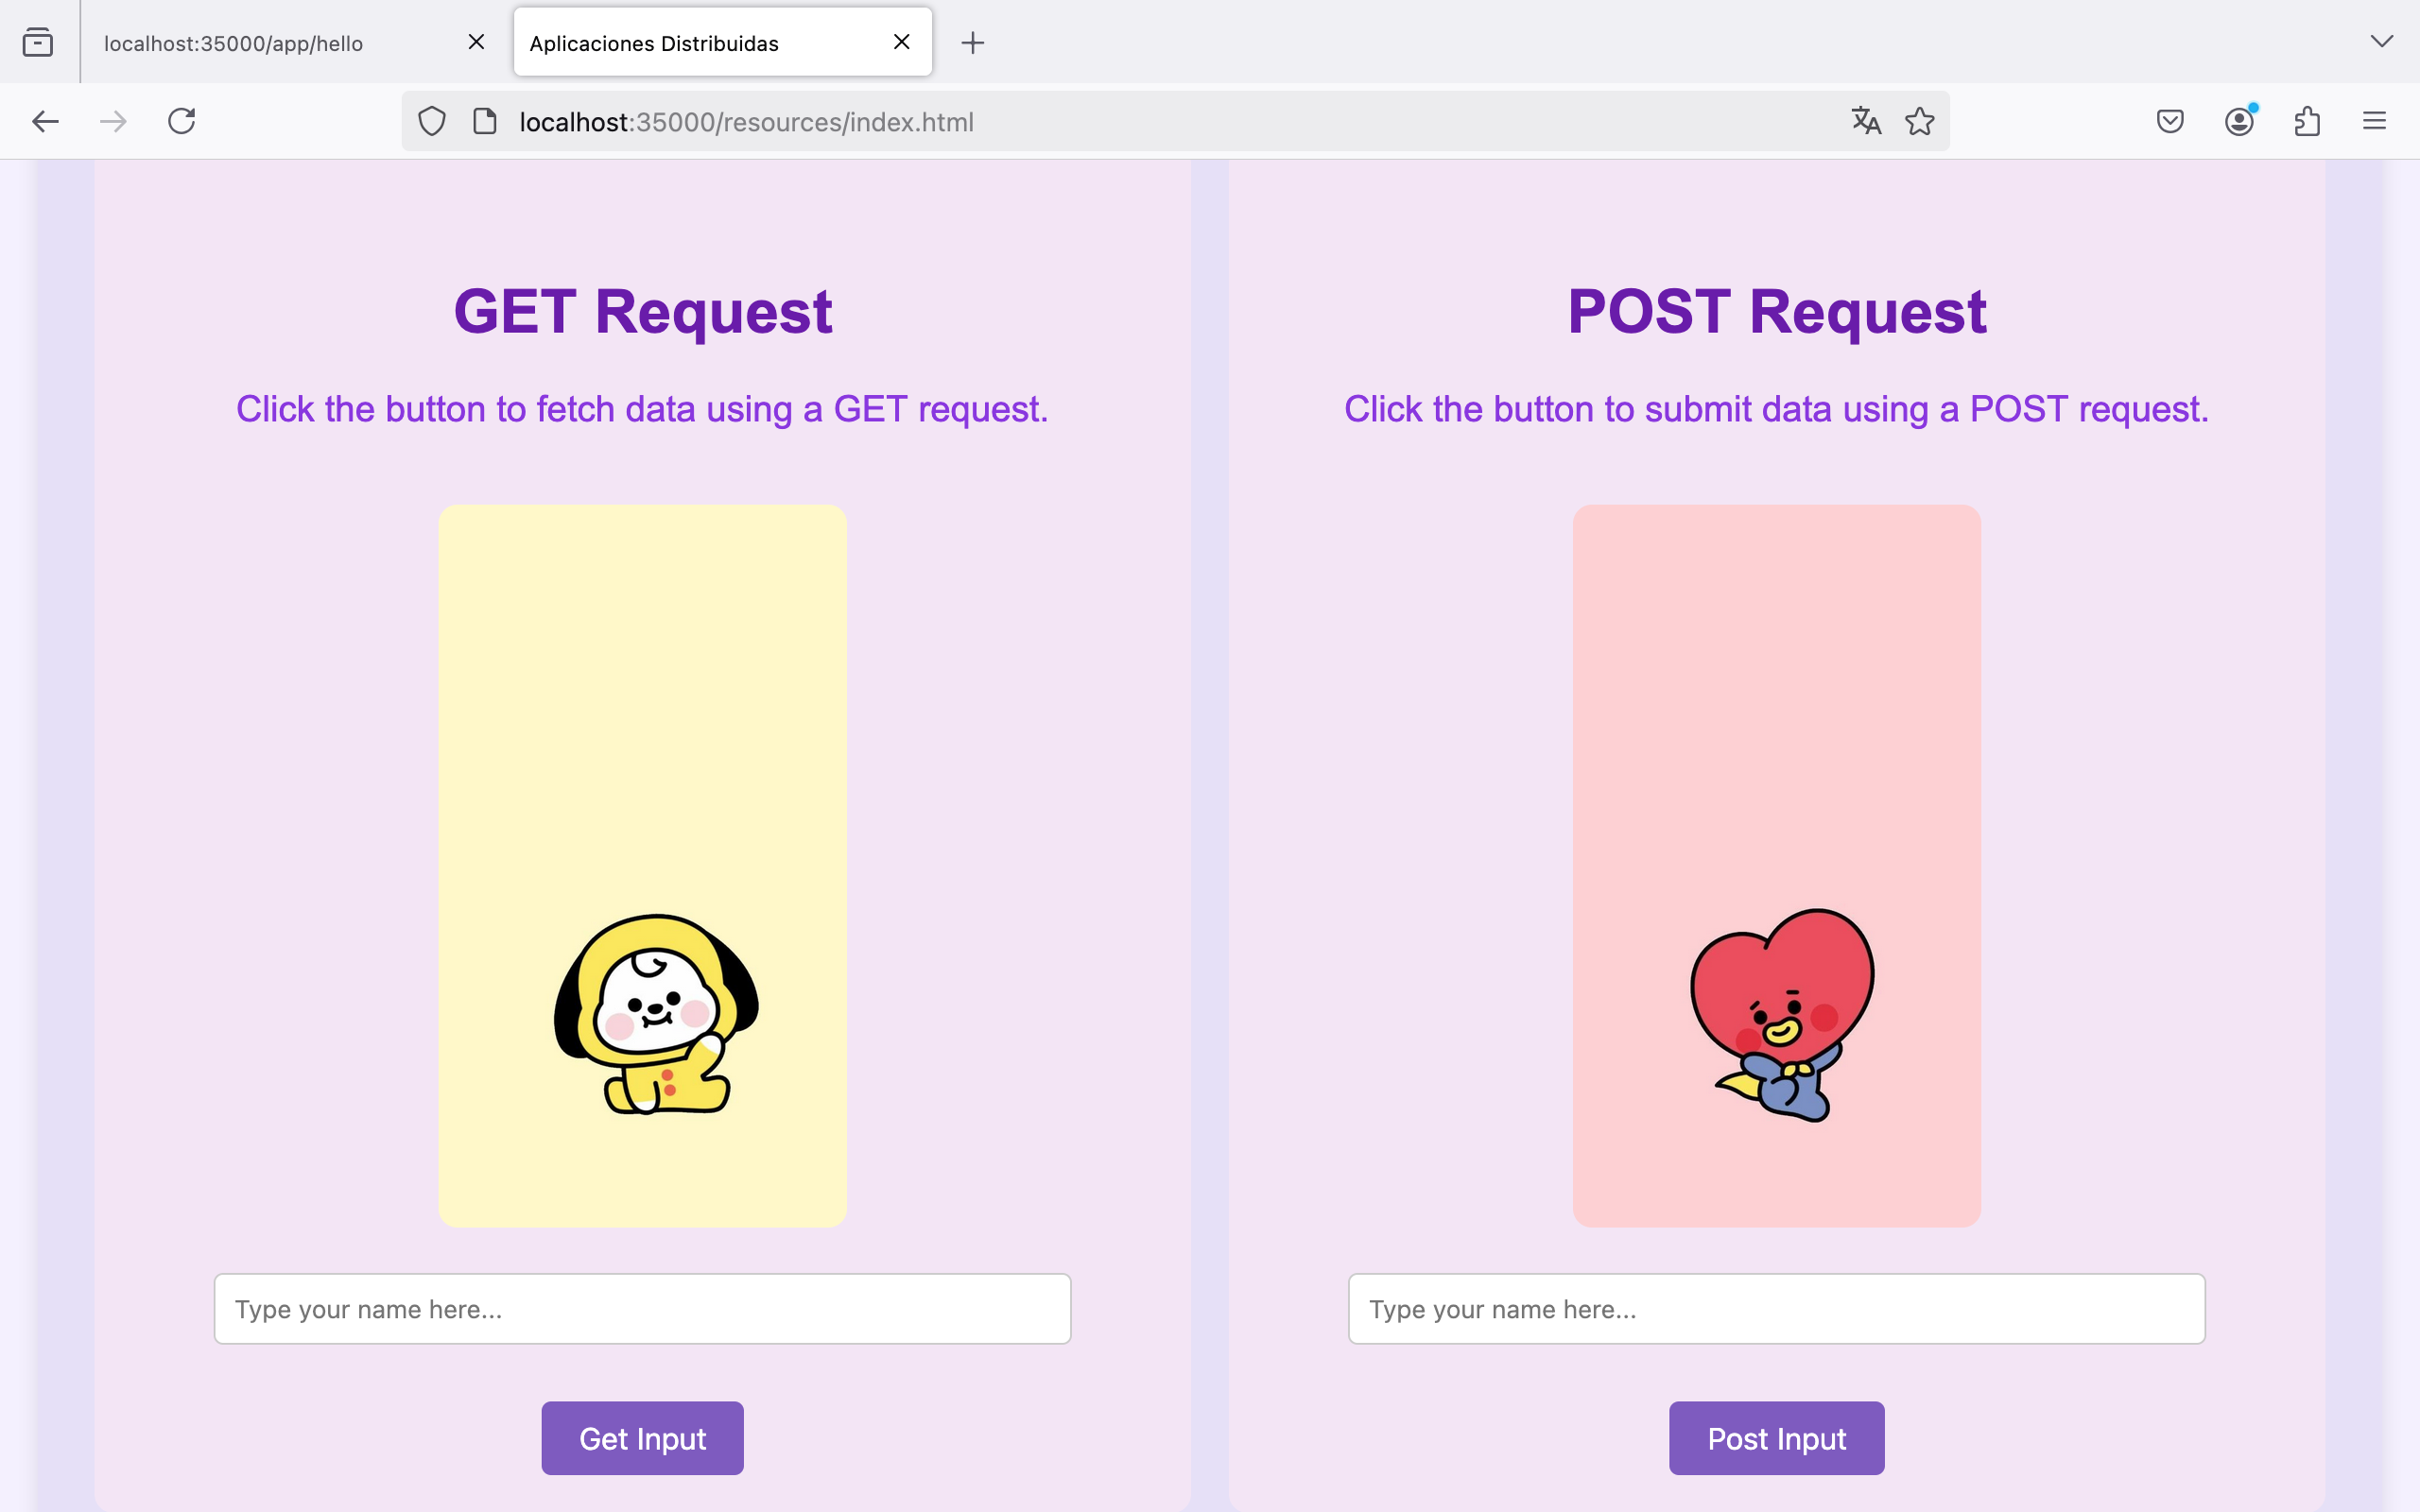 localhost:35000/app/hello
Aplicaciones Distribuidas
localhost:35000/resources/index.html
GET Request
Click the button to fetch data using a GET request.
Type your name here...
Get Input
POST Request
Click the button to submit data using a POST request.
Type your name here...
Post Input